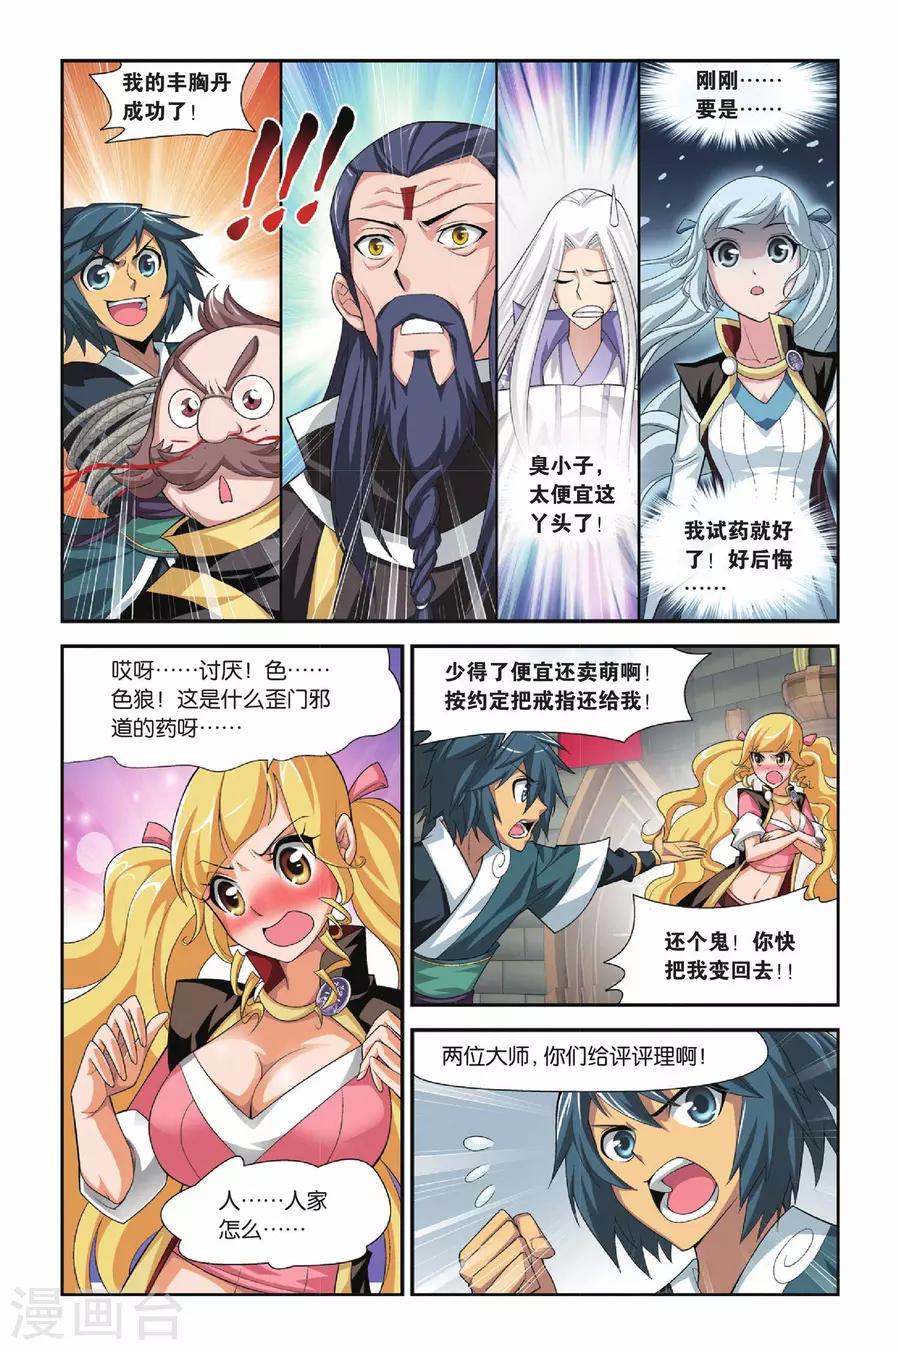 我的丰胸丹
成功了！
!!!
臭小子，
太便宜这
丫头了！
刚刚……
要是……
我试药就好
了！好后悔
……
哎呀……讨厌！色……
色狼！这是什么歪门邪
道的药呀……
人……人家
怎么……
少得了便宜还卖萌啊！
按约定把戒指还给我！
还个鬼！你快
把我变回去！！
两位大师，你们给评评理啊！
漫画台